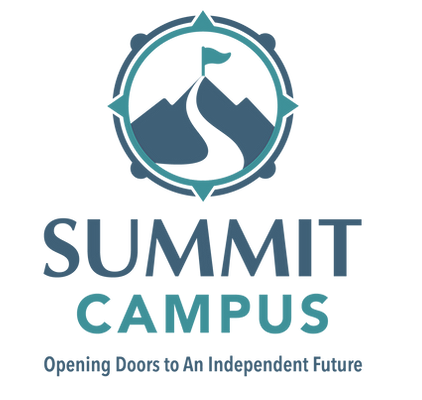 SUMMIT
CAMPUS
Opening Doors to An Independent Future